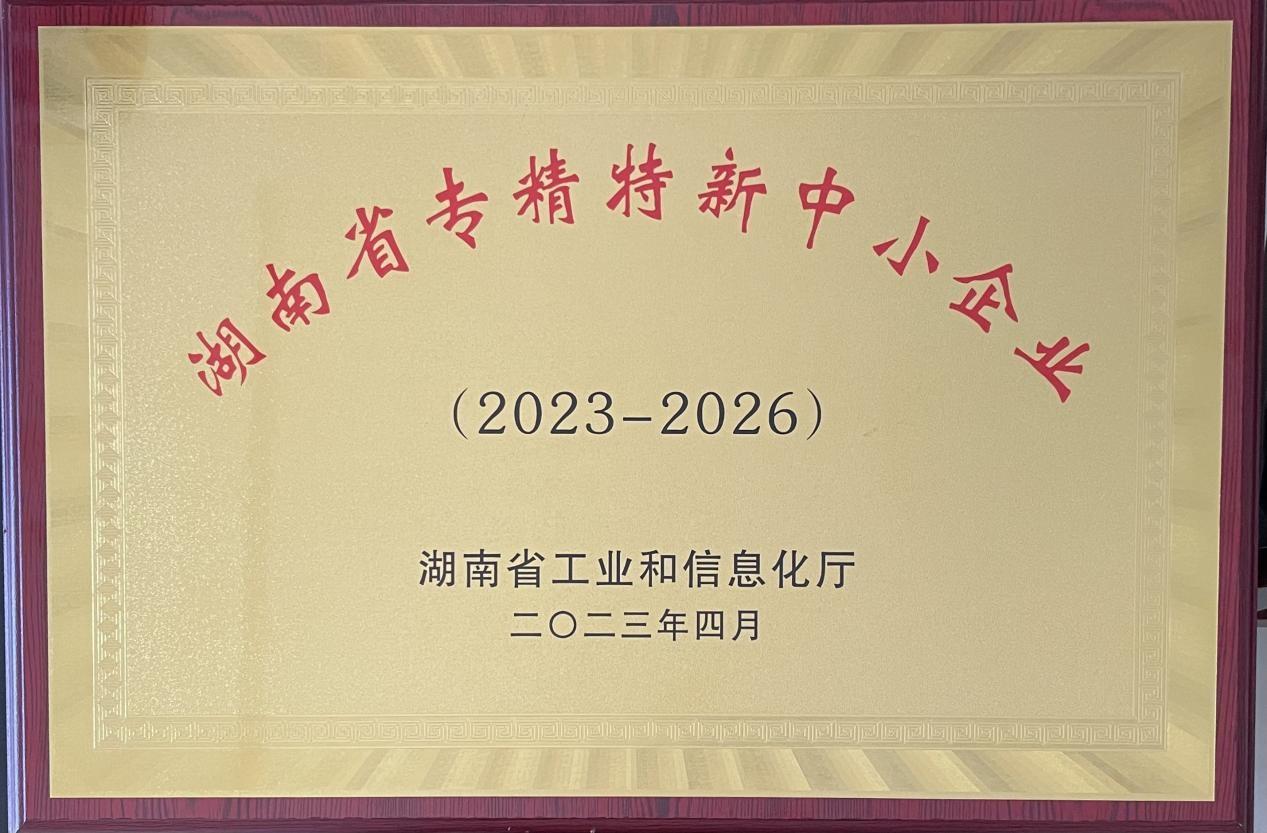 湖南省专精特新中小企业
（2023-2026）
湖南省工业和信息化厅
二〇二三年四月